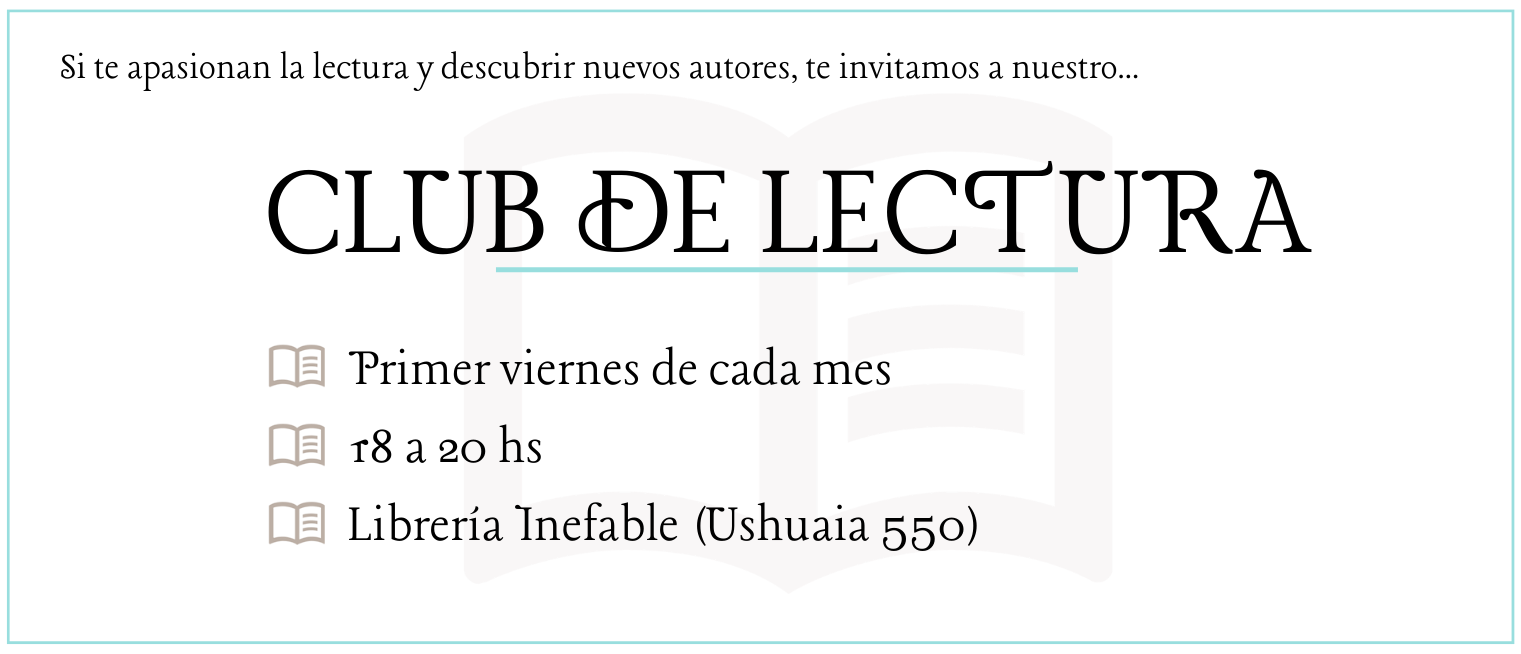 Si te apasionan la lectura y descubrir nuevos autores, te invitamos a nuestro...
CLUB DE LECTURA
Primer viernes de cada mes
18 a 20 hs
Librería Inefable (Ushuaia 550)